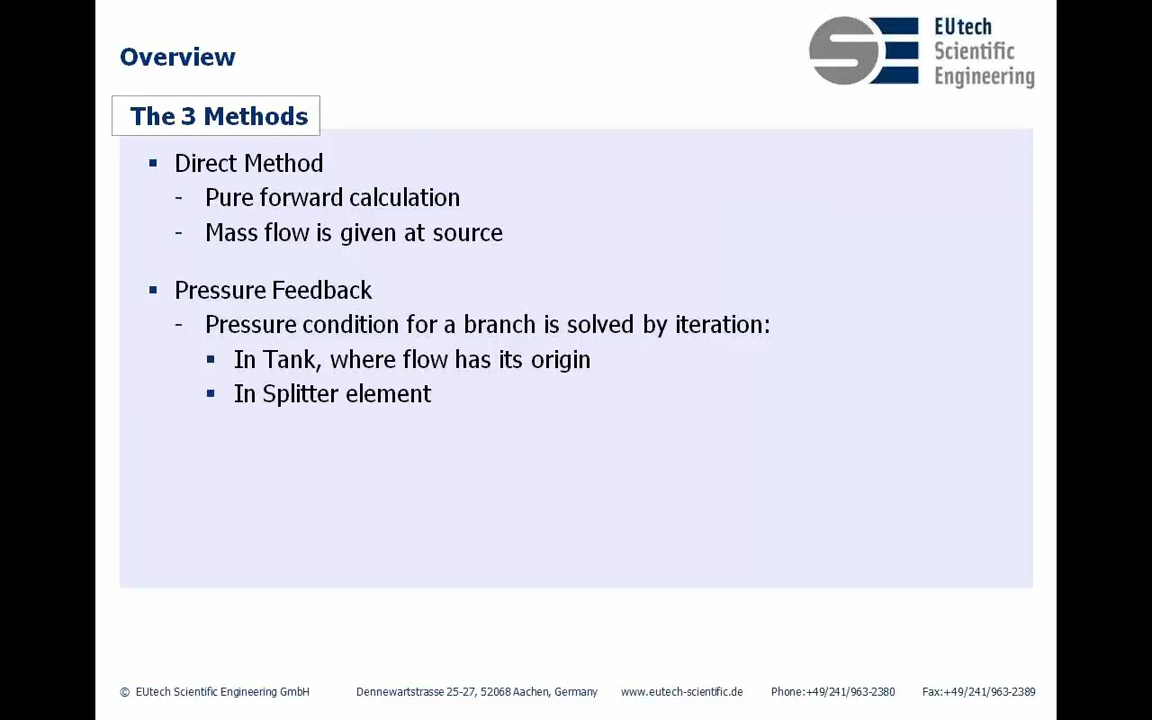 Overview
EUtech
Scientific
Engineering
The 3 Methods
▪ Direct Method
- Pure forward calculation
- Mass flow is given at source
▪ Pressure Feedback
- Pressure condition for a branch is solved by iteration:
▪ In Tank, where flow has its origin
▪ In Splitter element
© EUtech Scientific Engineering GmbH Dennewartstrasse 25-27, 52068 Aachen, Germany www.eutech-scientific.de Phone:+49/241/963-2380 Fax:+49/241/963-2389